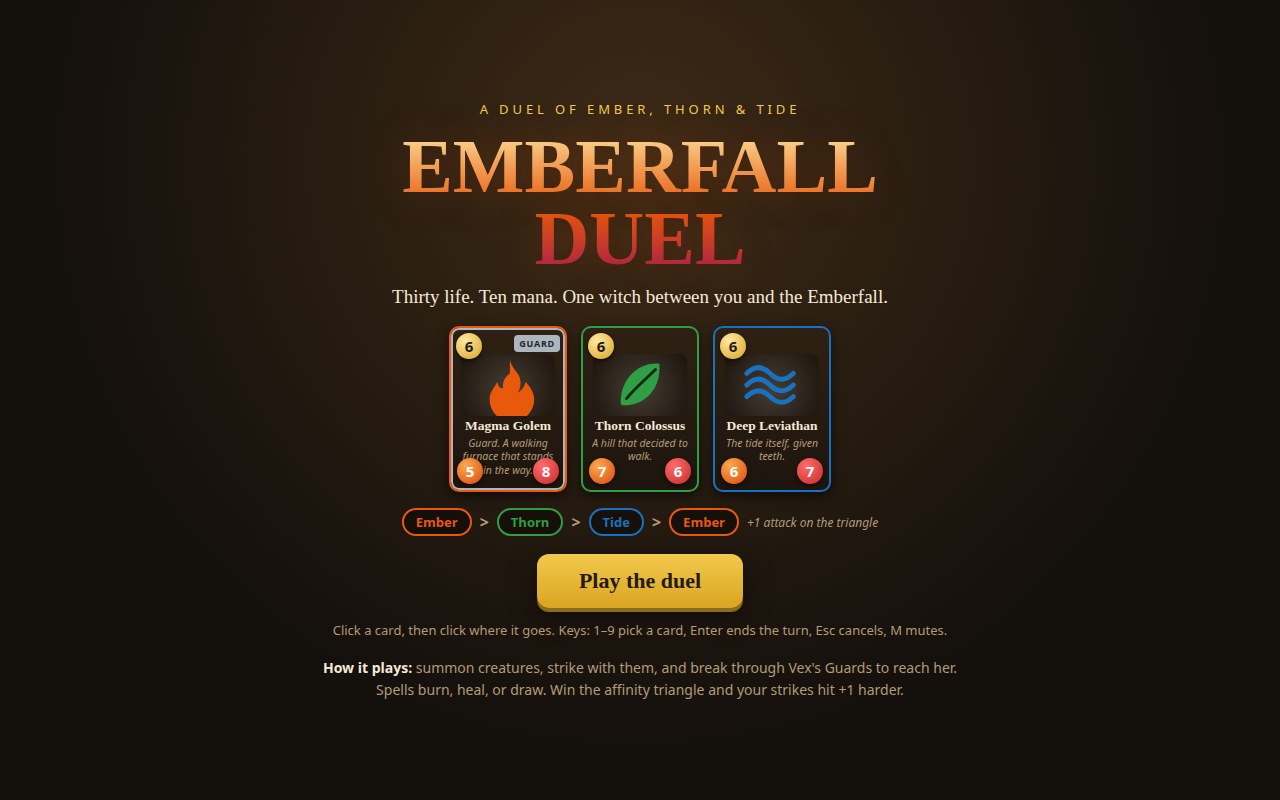 A DUEL OF EMBER, THORN & TIDE
EMBERFALL
DUEL
Thirty life. Ten mana. One witch between you and the Emberfall.
6 GUARD
Magma Golem
Guard. A walking
furnace that stands
in the way.
5 8
6
Thorn Colossus
A hill that decided to
walk.
7 6
6
Deep Leviathan
The tide itself, given
teeth.
6 7
Ember > Thorn > Tide > Ember +1 attack on the triangle
Play the duel
Click a card, then click where it goes. Keys: 1–9 pick a card, Enter ends the turn, Esc cancels, M mutes.
How it plays: summon creatures, strike with them, and break through Vex's Guards to reach her.
Spells burn, heal, or draw. Win the affinity triangle and your strikes hit +1 harder.